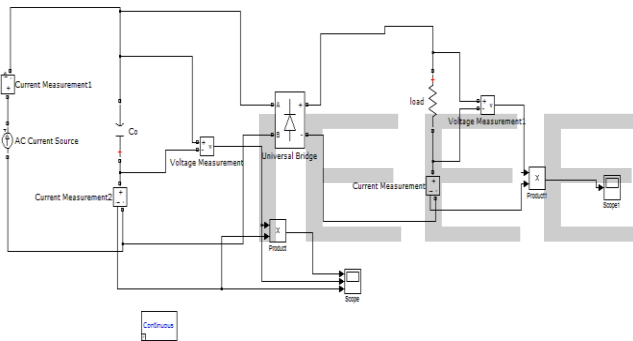 Current Measurement1
load
A
+
Co
AC Current Source
Voltage Measurement1
B
-
Universal Bridge
Voltage Measurement
Current Measurement
X
Product1
Scope1
Current Measurement2
X
Product
Scope
Continuous